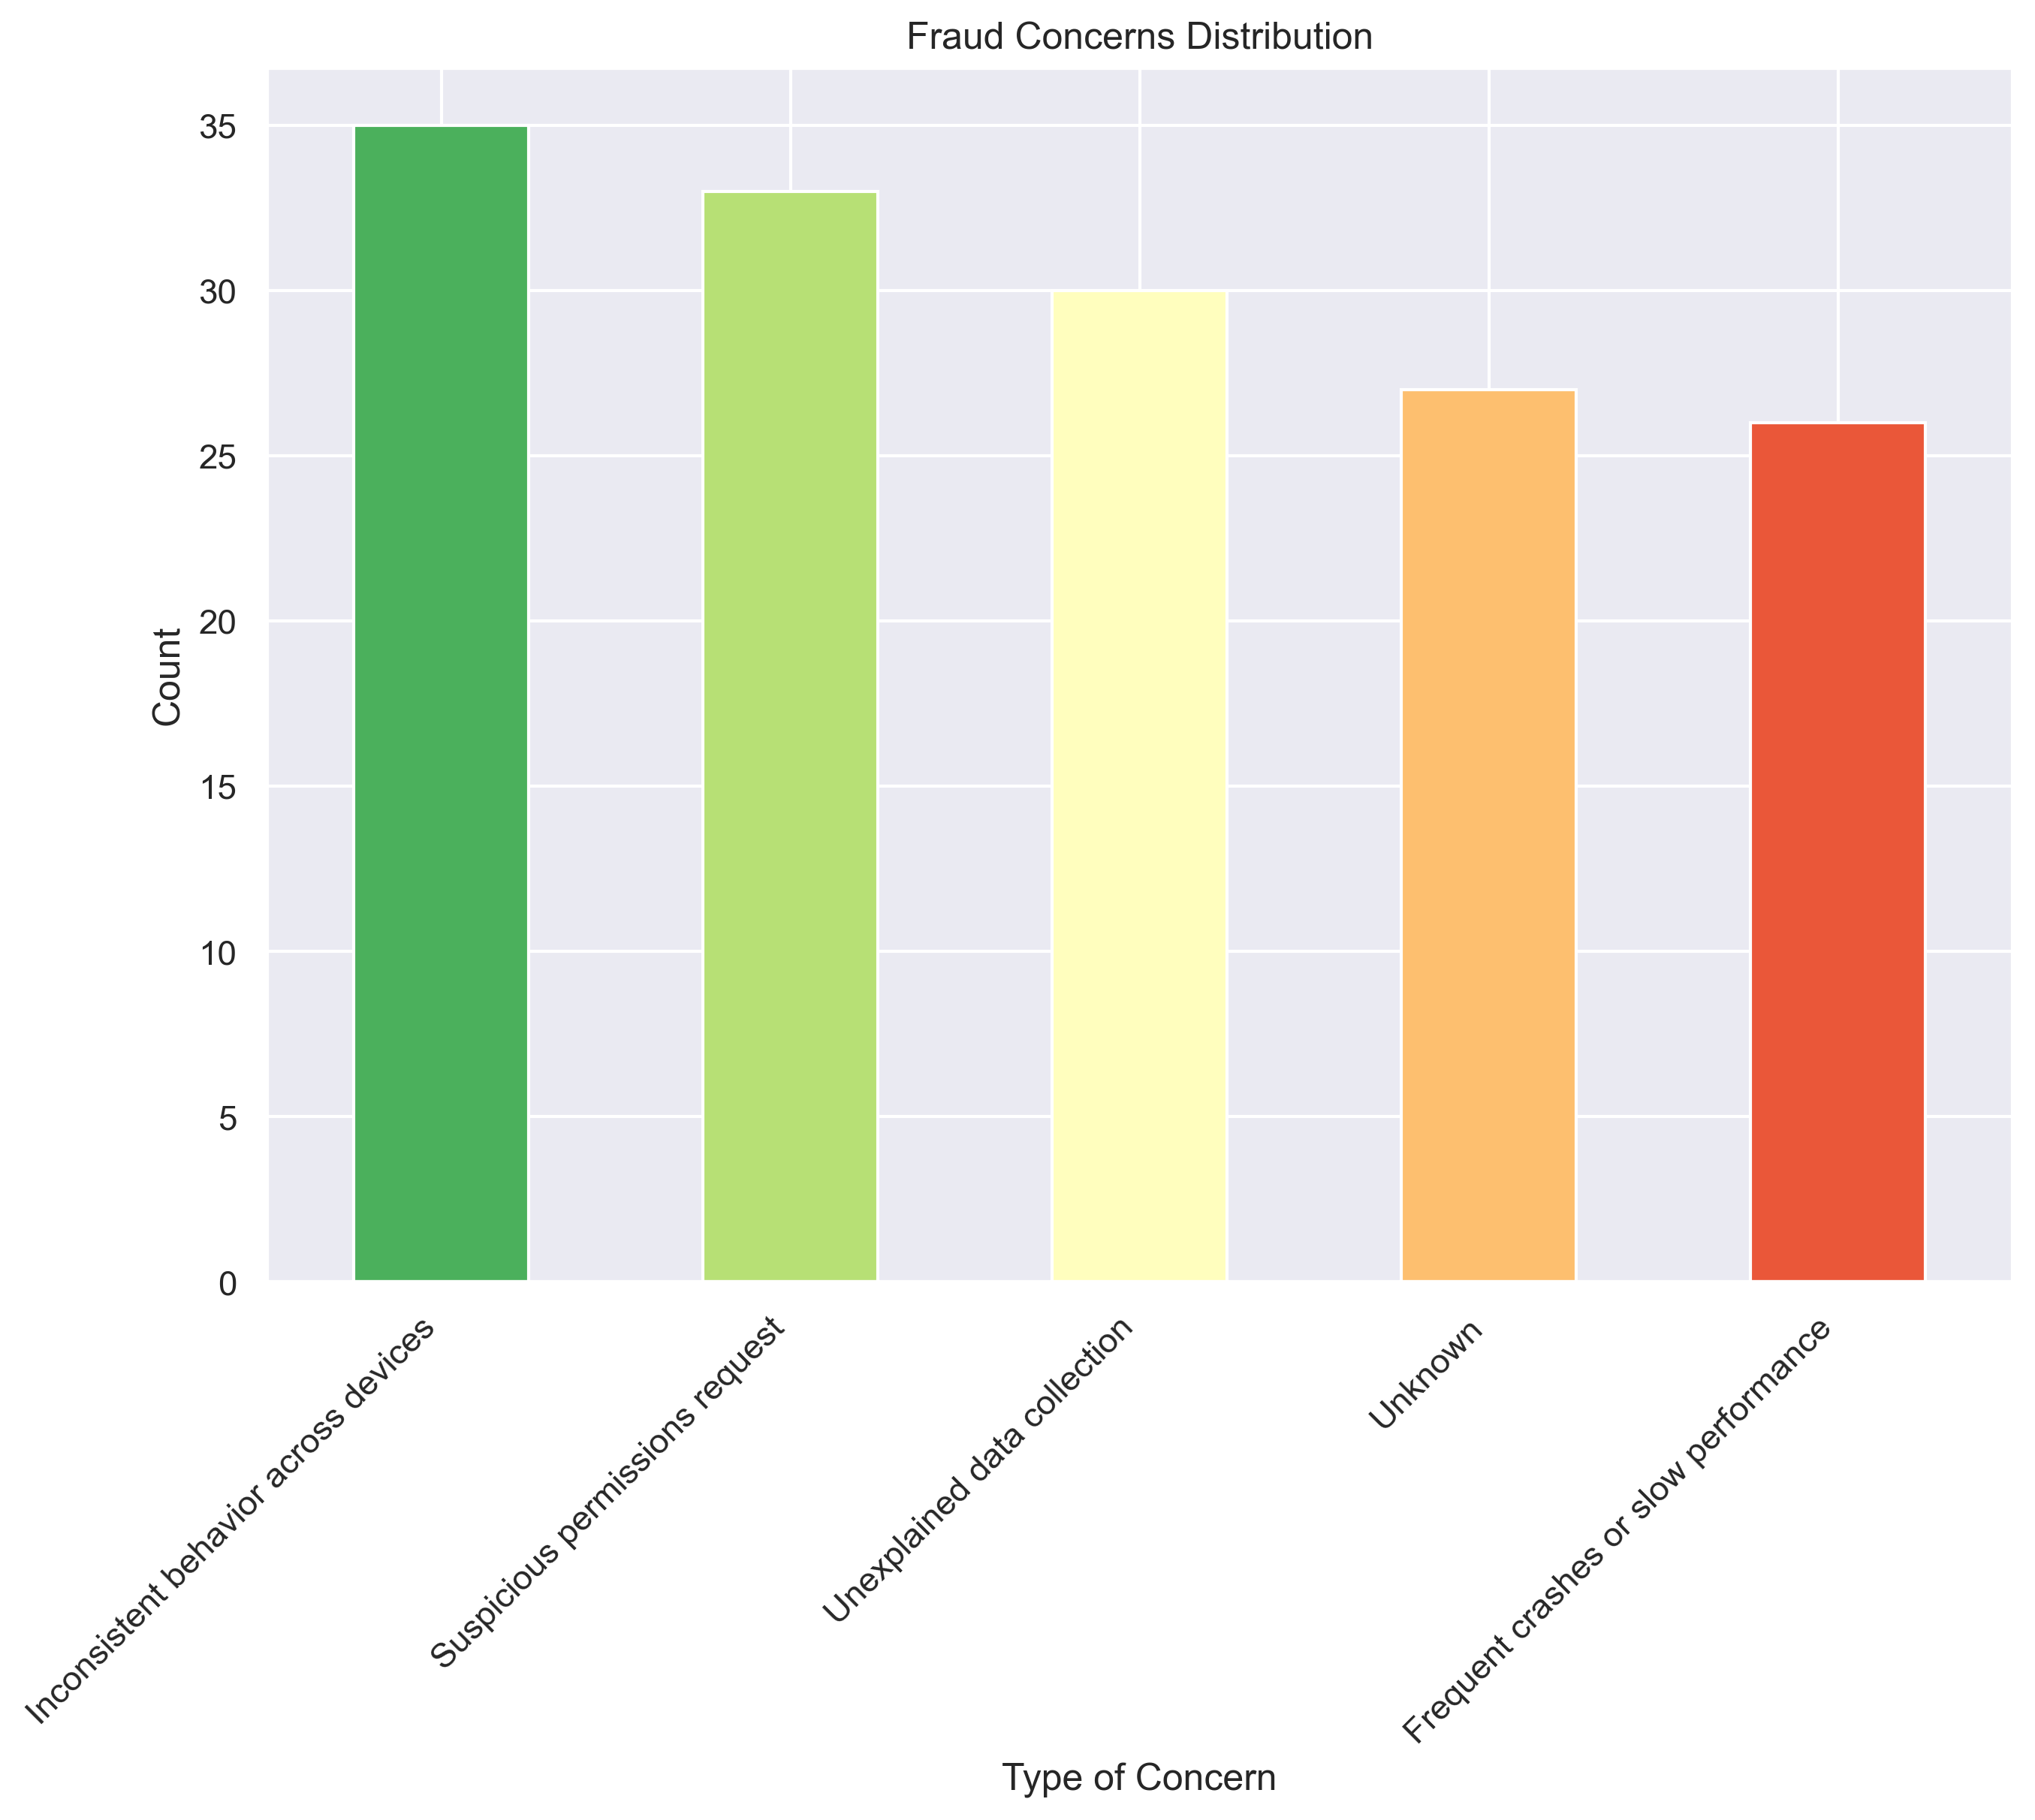 Fraud Concerns Distribution
35
30
25
20
15
10
5
0
Count
Inconsistent behavior across devices
Suspicious permissions request
Unexplained data collection
Unknown
Frequent crashes or slow performance
Type of Concern